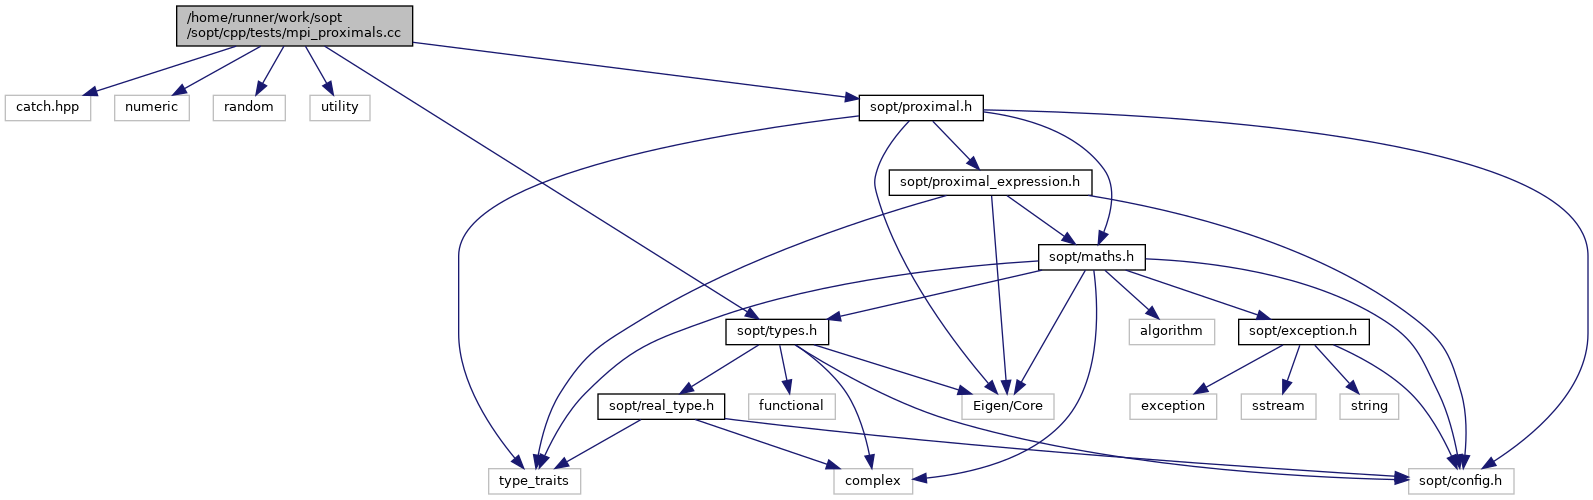 /home/runner/work/sopt
/sopt/cpp/tests/mpi_proximals.cc
catch.hpp
numeric
random
utility
sopt/proximal.h
sopt/proximal_expression.h
sopt/maths.h
sopt/types.h
algorithm
sopt/exception.h
sopt/real_type.h
functional
Eigen/Core
exception
sstream
string
type_traits
complex
sopt/config.h